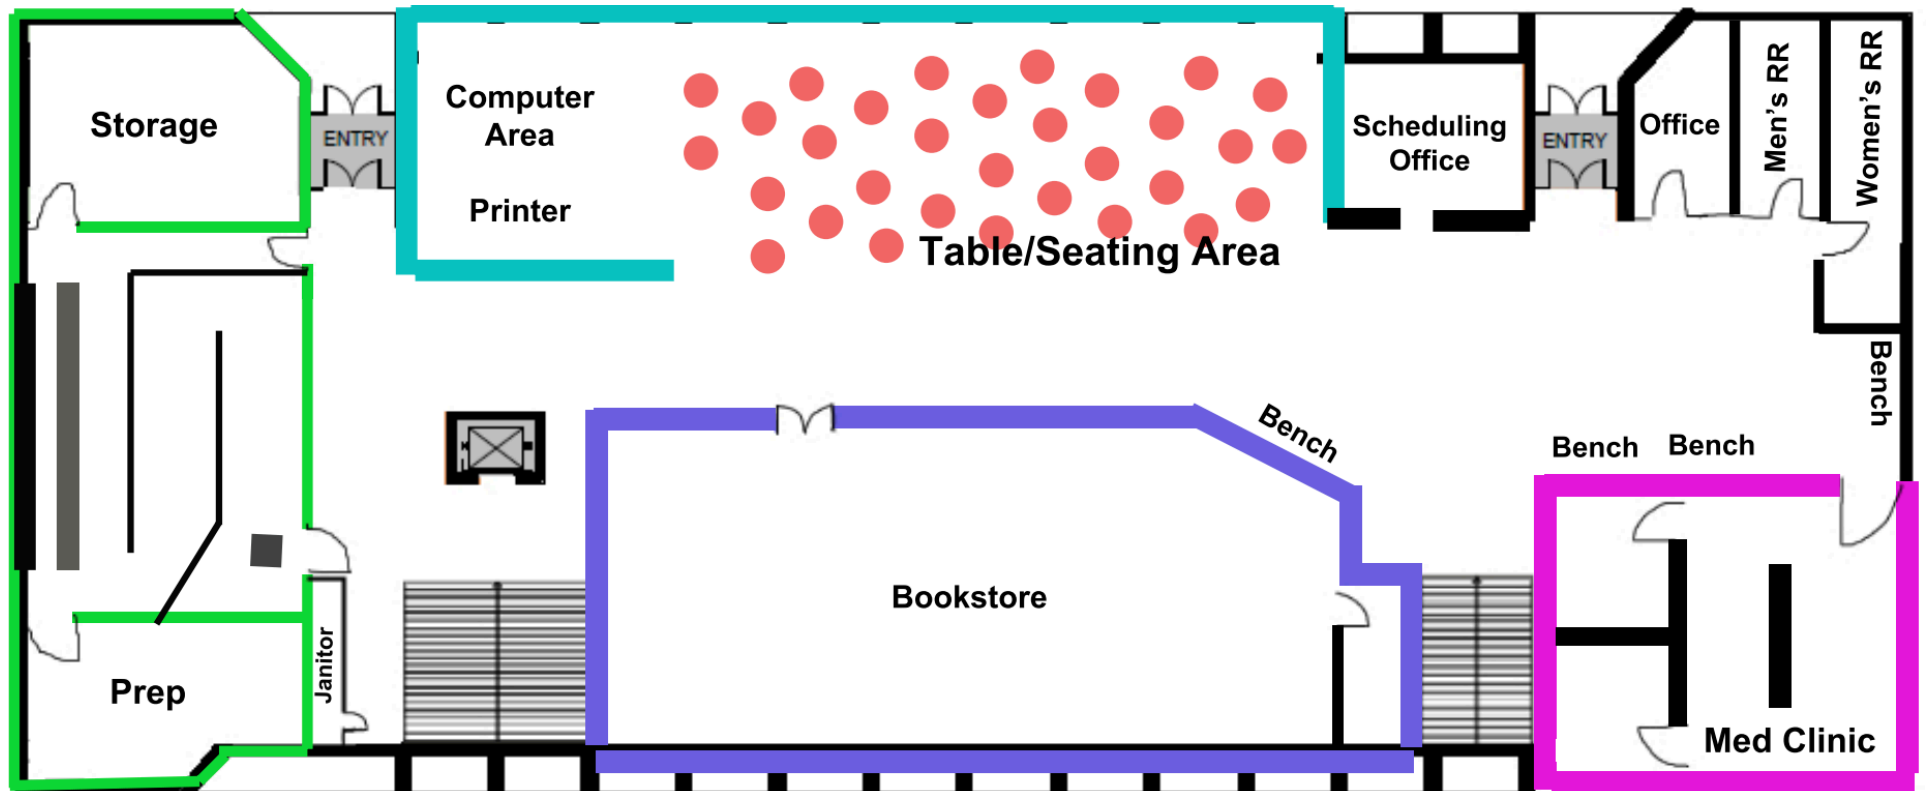 Storage
ENTRY
Computer
Area
Printer
Table/Seating Area
Scheduling
Office
ENTRY
Office
Men's RR
Women's RR
Bench
Bench
Bench
Bench
Bookstore
Janitor
Prep
Med Clinic